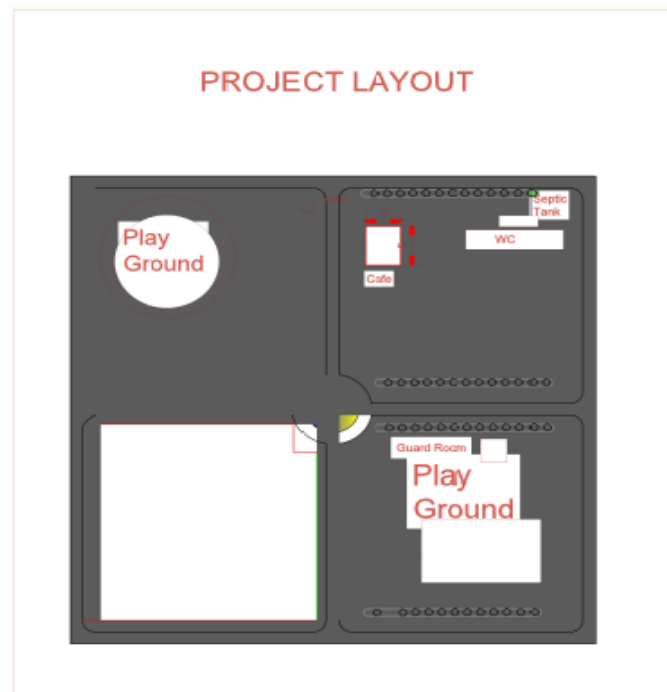 PROJECT LAYOUT
Play
Ground
Septic
Tank
WC
Cafe
Guard Room
Play
Ground